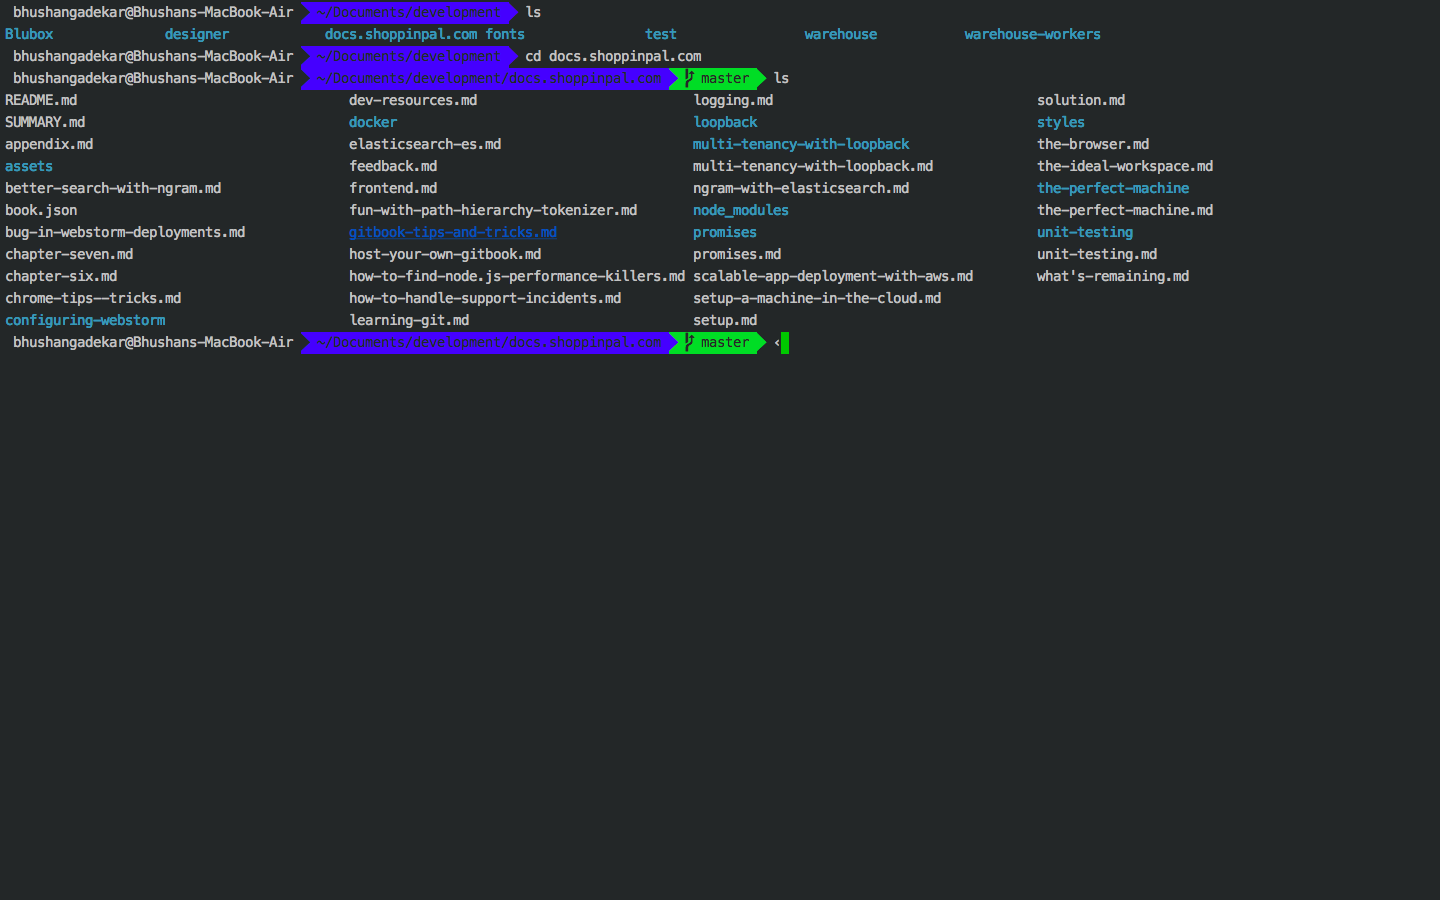 bhushangadekar@Bhushans-MacBook-Air ~/Documents/development ls
Blubox designer docs.shoppinpal.com fonts test warehouse warehouse-workers
bhushangadekar@Bhushans-MacBook-Air ~/Documents/development cd docs.shoppinpal.com
bhushangadekar@Bhushans-MacBook-Air ~/Documents/development/docs.shoppinpal.com master ls
README.md dev-resources.md logging.md solution.md
SUMMARY.md docker loopback styles
appendix.md elasticsearch-es.md multi-tenancy-with-loopback the-browser.md
assets feedback.md multi-tenancy-with-loopback.md the-ideal-workspace.md
better-search-with-ngram.md frontend.md ngram-with-elasticsearch.md the-perfect-machine
book.json fun-with-path-hierarchy-tokenizer.md node_modules the-perfect-machine.md
bug-in-webstorm-deployments.md gitbook-tips-and-tricks.md promises unit-testing
chapter-seven.md host-your-own-gitbook.md promises.md unit-testing.md
chapter-six.md how-to-find-node.js-performance-killers.md scalable-app-deployment-with-aws.md what's-remaining.md
chrome-tips--tricks.md how-to-handle-support-incidents.md setup-a-machine-in-the-cloud.md
configuring-webstorm learning-git.md setup.md
bhushangadekar@Bhushans-MacBook-Air ~/Documents/development/docs.shoppinpal.com master ‹